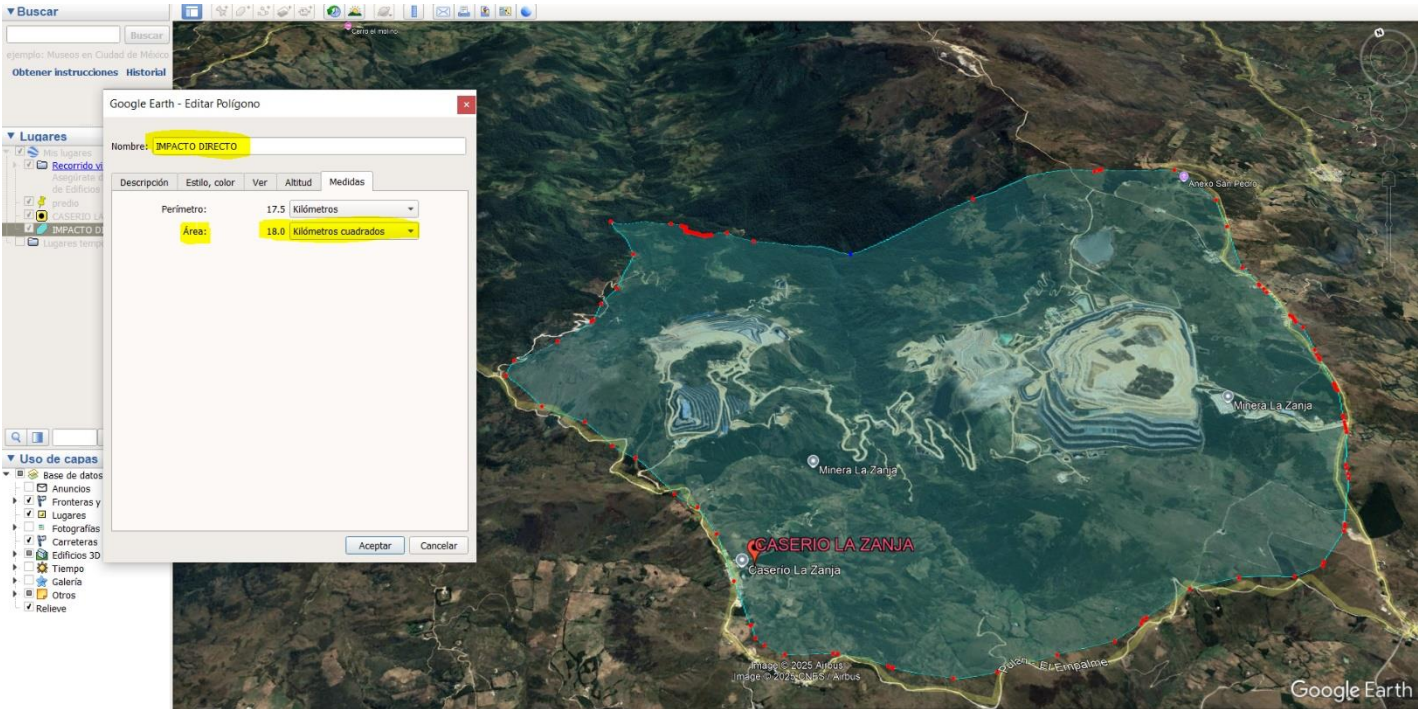 Buscar
Buscar
ejemplo: Museos en Ciudad de México
Obtener instrucciones Historial
Lugares
Mis lugares
Recorrido vi
Asegúrate d
de Edificios
predio
CASERIO LA
IMPACTO DI
Lugares temp
Uso de capas
Base de datos
Anuncios
Fronteras y
Lugares
Fotografías
Carreteras
Edificios 3D
Tiempo
Galería
Otros
Relieve
Google Earth - Editar Polígono
Nombre: IMPACTO DIRECTO
Descripción Estilo, color Ver Altitud Medidas
Perímetro: 17.5 Kilómetros
Área: 18.0 Kilómetros cuadrados
Aceptar Cancelar
Cerro el molino
N
Anexo San Pedro
Minera La Zanja
Minera La Zanja
CASERIO LA ZANJA
Caserio La Zanja
Pulán - El Empalme
Image © 2025 Airbus
Image © 2025 CNES / Airbus
Google Earth